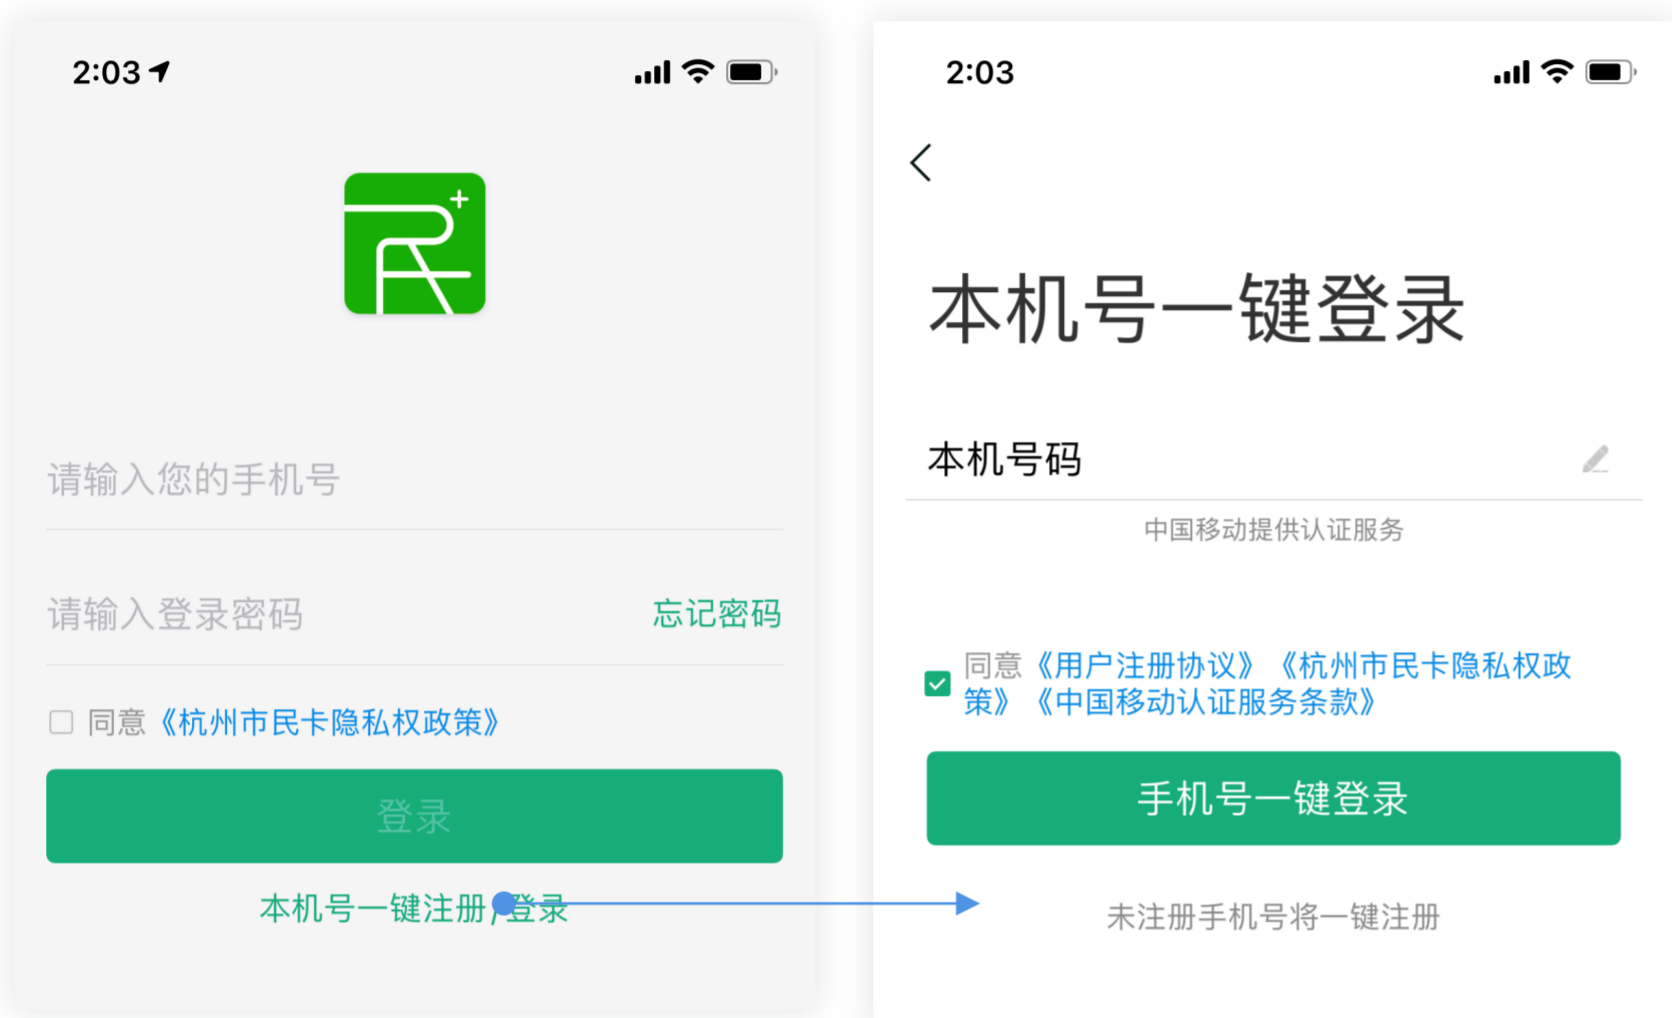 2:03
请输入您的手机号
请输入登录密码
忘记密码
同意《杭州市民卡隐私权政策》
登录
本机号一键注册/登录
2:03
本机号一键登录
本机号码
中国移动提供认证服务
同意《用户注册协议》《杭州市民卡隐私权政
策》《中国移动认证服务条款》
手机号一键登录
未注册手机号将一键注册